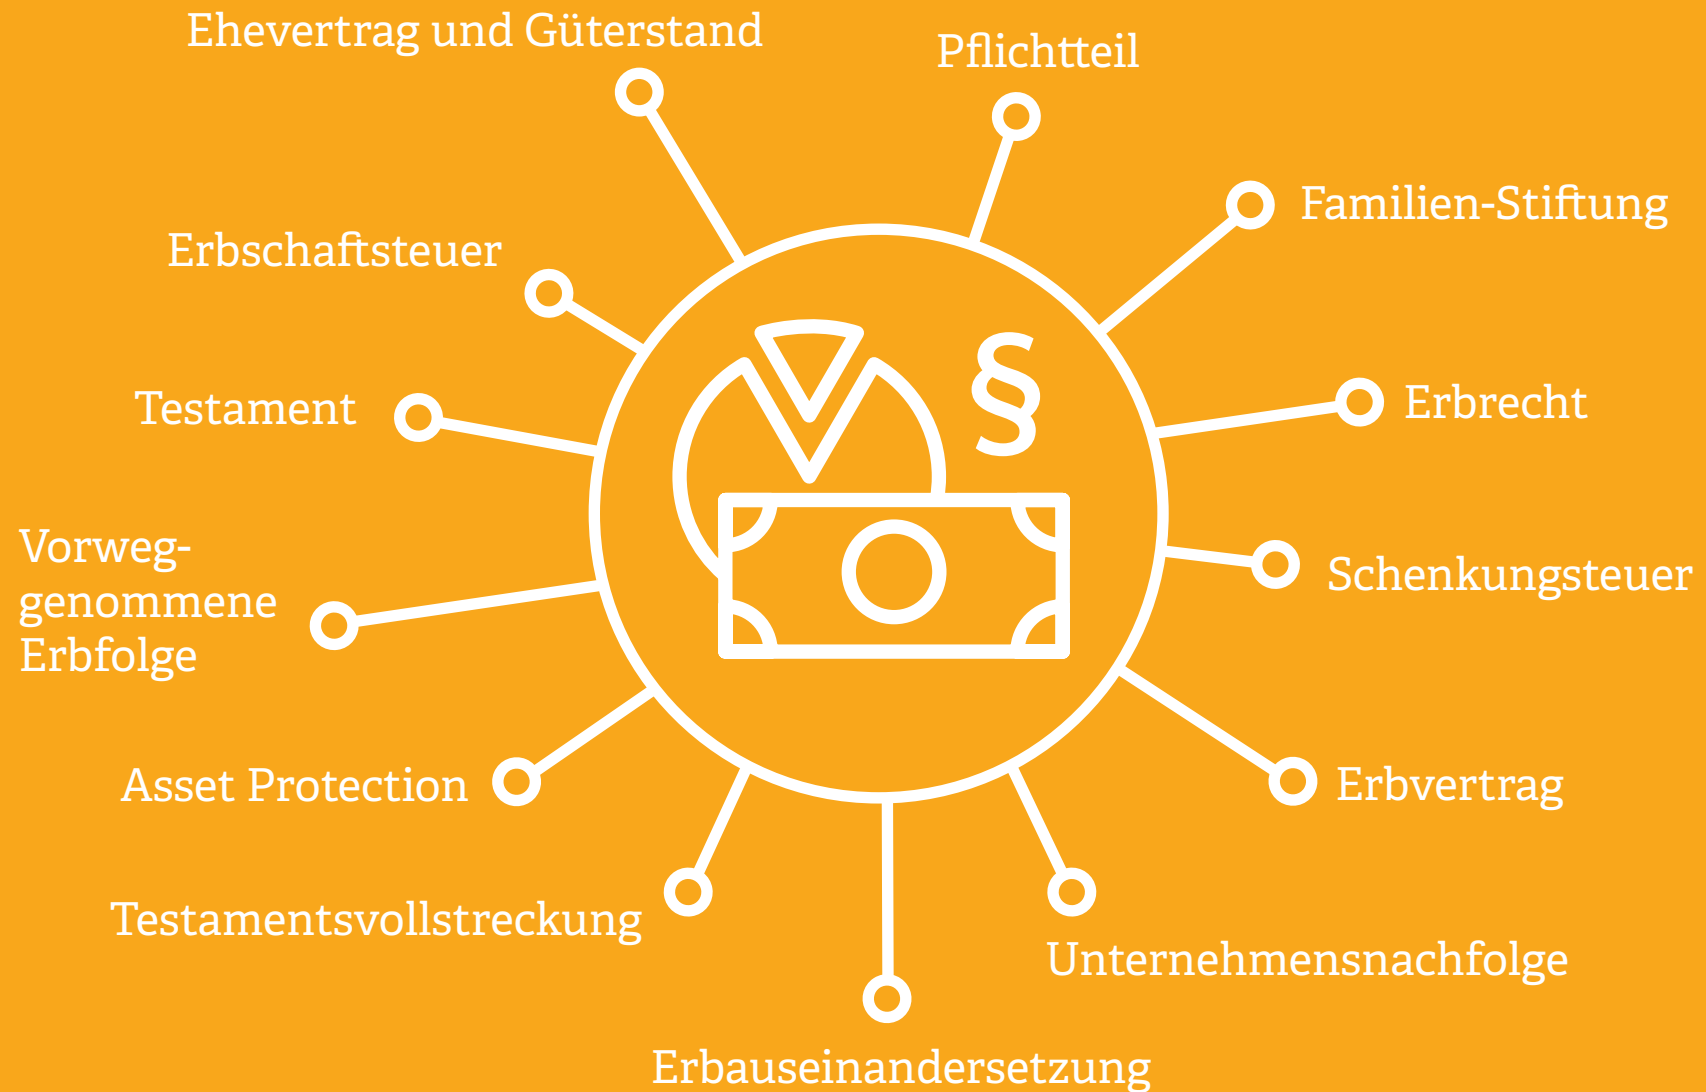 Ehevertrag und Güterstand
Pflichtteil
Familien-Stiftung
Erbschaftsteuer
Testament
Erbrecht
§
Vorweg-
genommene
Erbfolge
Schenkungsteuer
Asset Protection
Erbvertrag
Testamentsvollstreckung
Unternehmensnachfolge
Erbauseinandersetzung